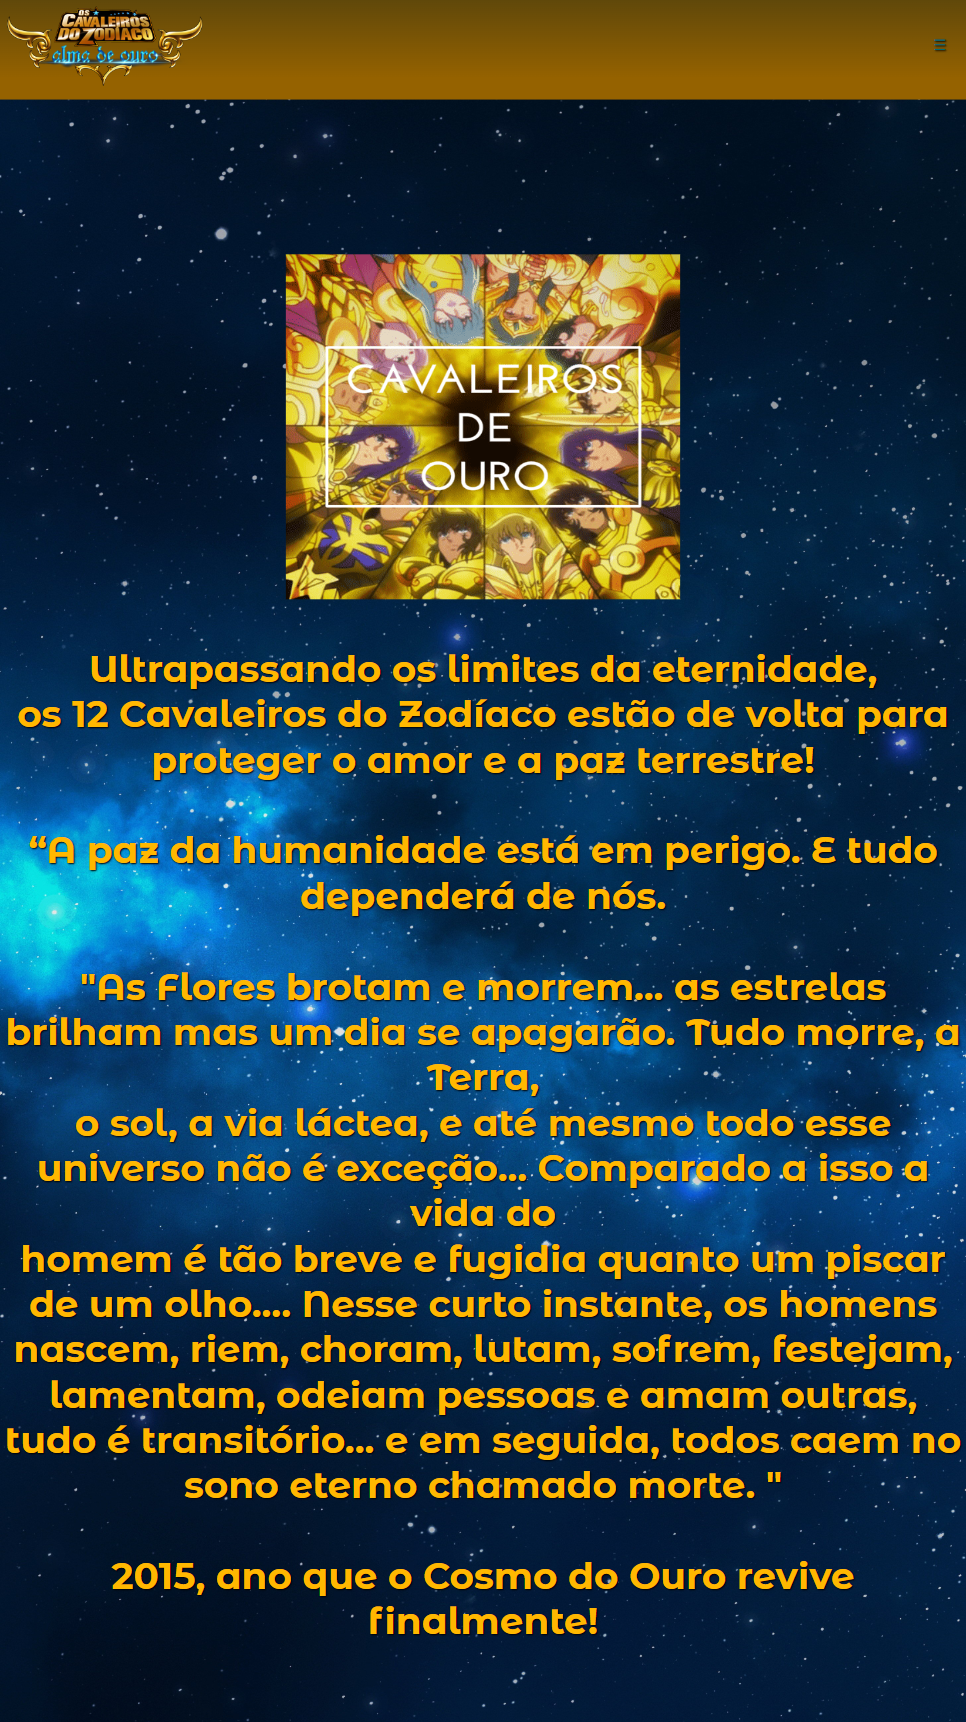 OS
CAVALEIROS
DO ZODÍACO
alma de ouro
CAVALEIROS
DE
OURO
Ultrapassando os limites da eternidade,
os 12 Cavaleiros do Zodíaco estão de volta para
proteger o amor e a paz terrestre!
“A paz da humanidade está em perigo. E tudo
dependerá de nós.
"As Flores brotam e morrem... as estrelas
brilham mas um dia se apagarão. Tudo morre, a
Terra,
o sol, a via láctea, e até mesmo todo esse
universo não é exceção... Comparado a isso a
vida do
homem é tão breve e fugidia quanto um piscar
de um olho.... Nesse curto instante, os homens
nascem, riem, choram, lutam, sofrem, festejam,
lamentam, odeiam pessoas e amam outras,
tudo é transitório... e em seguida, todos caem no
sono eterno chamado morte. "
2015, ano que o Cosmo do Ouro revive
finalmente!